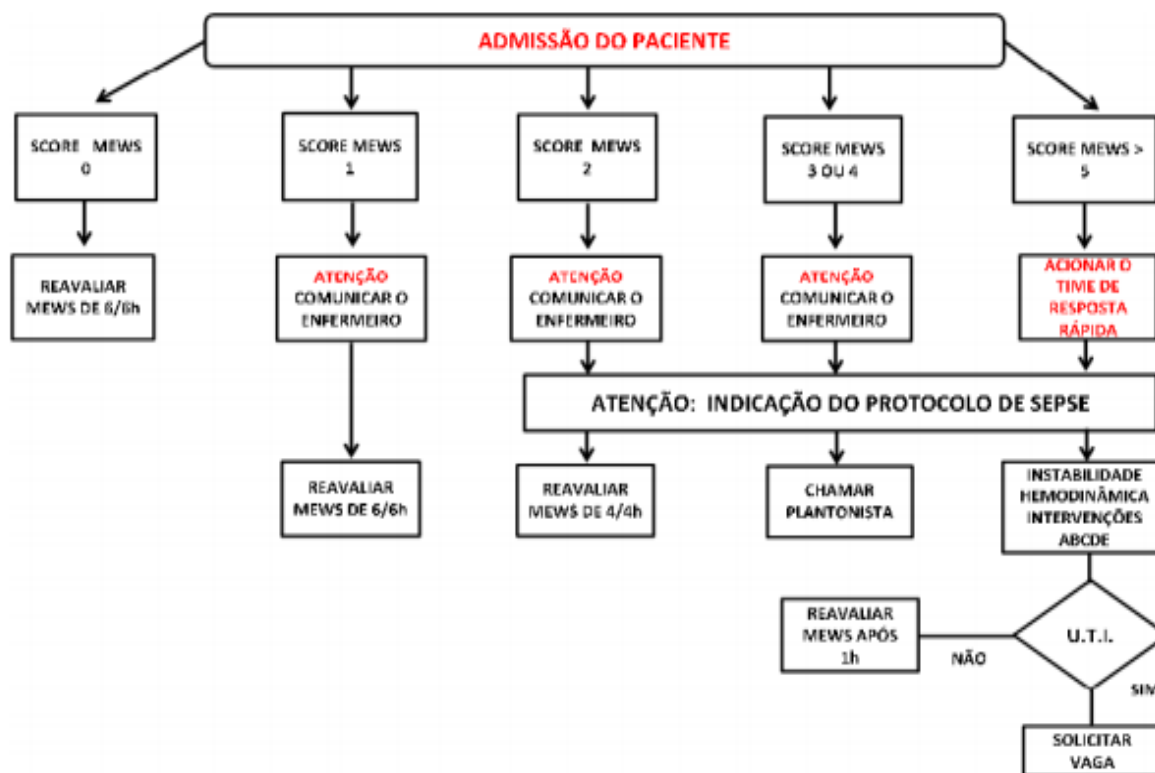 ADMISSÃO DO PACIENTE
SCORE MEWS
0
SCORE MEWS
1
SCORE MEWS
2
SCORE MEWS
3 OU 4
SCORE MEWS >
5
REAVALIAR
MEWS DE 6/6h
ATENÇÃO
COMUNICAR O
ENFERMEIRO
ATENÇÃO
COMUNICAR O
ENFERMEIRO
ATENÇÃO
COMUNICAR O
ENFERMEIRO
ACIONAR O
TIME DE
RESPOSTA
RÁPIDA
ATENÇÃO: INDICAÇÃO DO PROTOCOLO DE SEPSE
REAVALIAR
MEWS DE 6/6h
REAVALIAR
MEWS DE 4/4h
CHAMAR
PLANTONISTA
INSTABILIDADE
HEMODINÂMICA
INTERVENÇÕES
ABCDE
REAVALIAR
MEWS APÓS
1h
NÃO
U.T.I.
SIM
SOLICITAR
VAGA